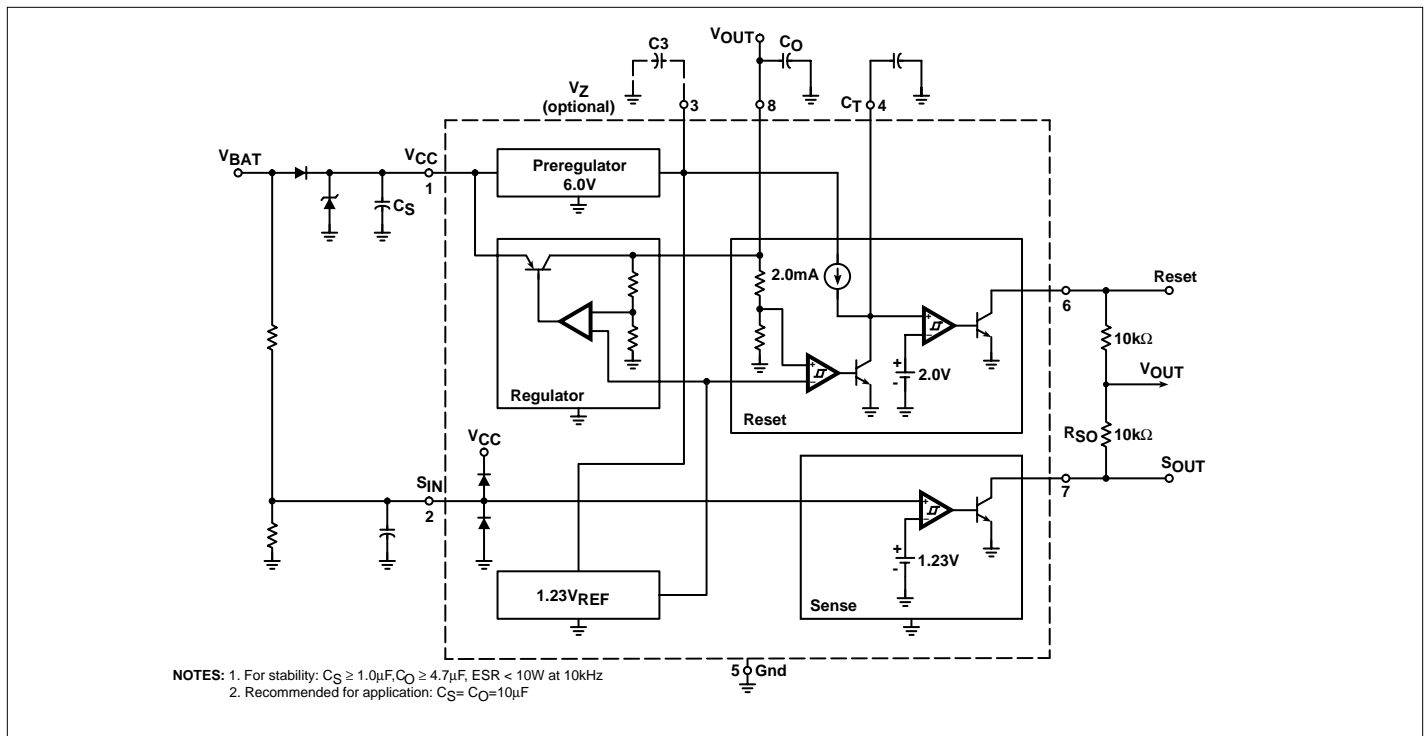 C3
VOUT
CO
VZ
(optional)
3
8
CT
4
VBAT
VCC
1
CS
Preregulator
6.0V
2.0mA
Reset
6
10kΩ
VOUT
2.0V
Regulator
Reset
RSO
10kΩ
VCC
SIN
2
SOUT
7
1.23V
1.23VREF
Sense
5
Gnd
NOTES: 1. For stability: CS ≥ 1.0µF,CO ≥ 4.7µF, ESR < 10W at 10kHz
2. Recommended for application: CS= CO=10µF